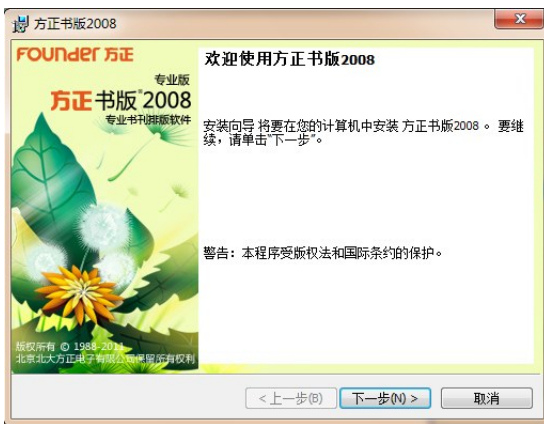 方正书版2008
Founder 方正
专业版
方正书版®2008
专业书刊排版软件
欢迎使用方正书版2008
安装向导 将要在您的计算机中安装 方正书版2008 。 要继
续，请单击“下一步”。
警告：本程序受版权法和国际条约的保护。
版权所有 © 1988-2011
北京北大方正电子有限公司保留所有权利
< 上一步(B)
下一步(N) >
取消